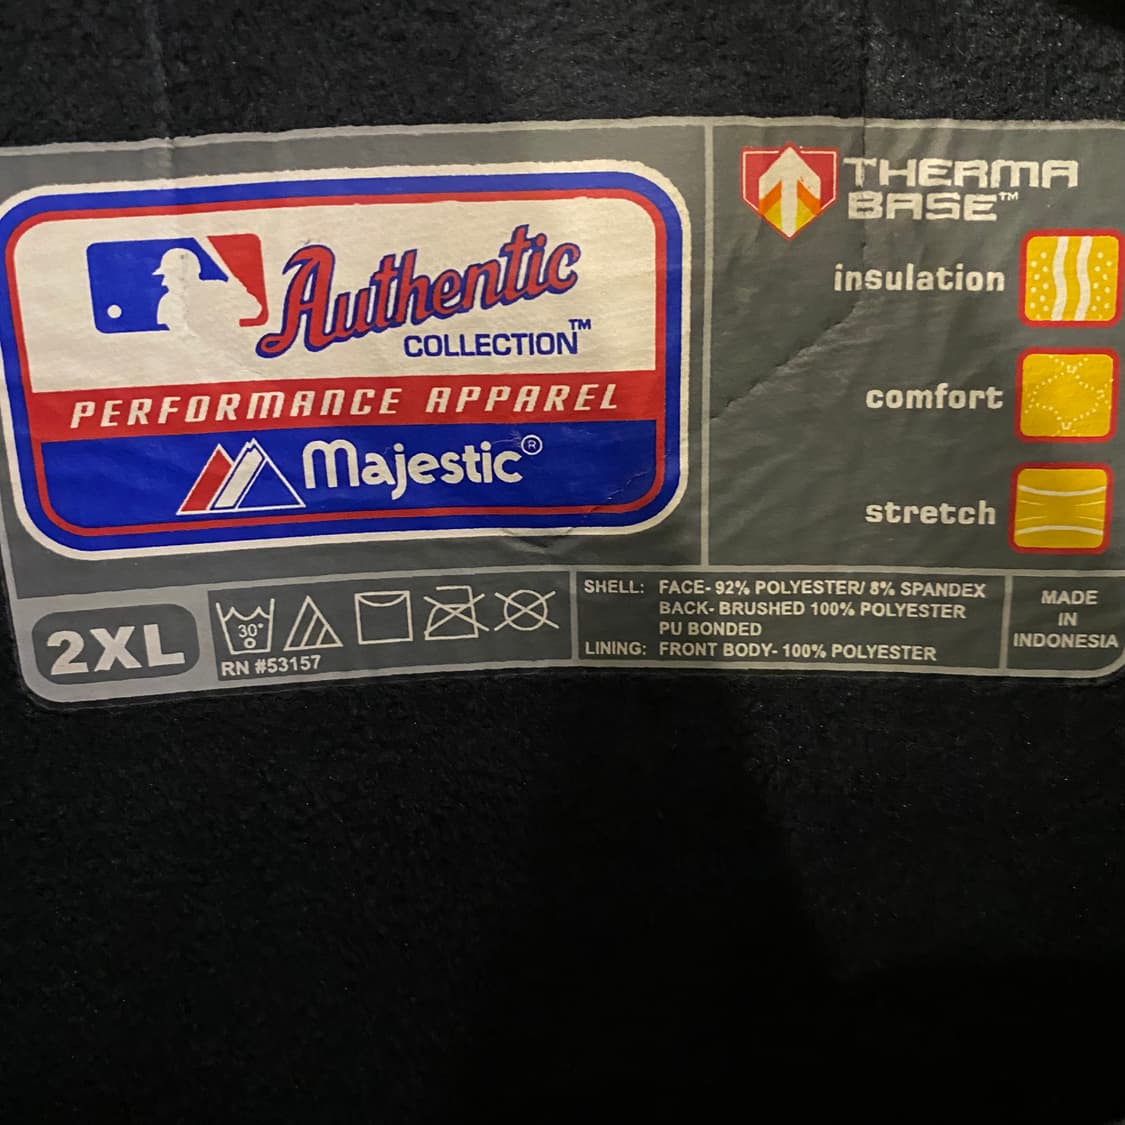 Authentic
COLLECTION™
PERFORMANCE APPAREL
Majestic®
THERMA
BASE™
insulation
comfort
stretch
2XL
30°
RN #53157
SHELL: FACE- 92% POLYESTER/ 8% SPANDEX
BACK- BRUSHED 100% POLYESTER
PU BONDED
LINING: FRONT BODY- 100% POLYESTER
MADE
IN
INDONESIA